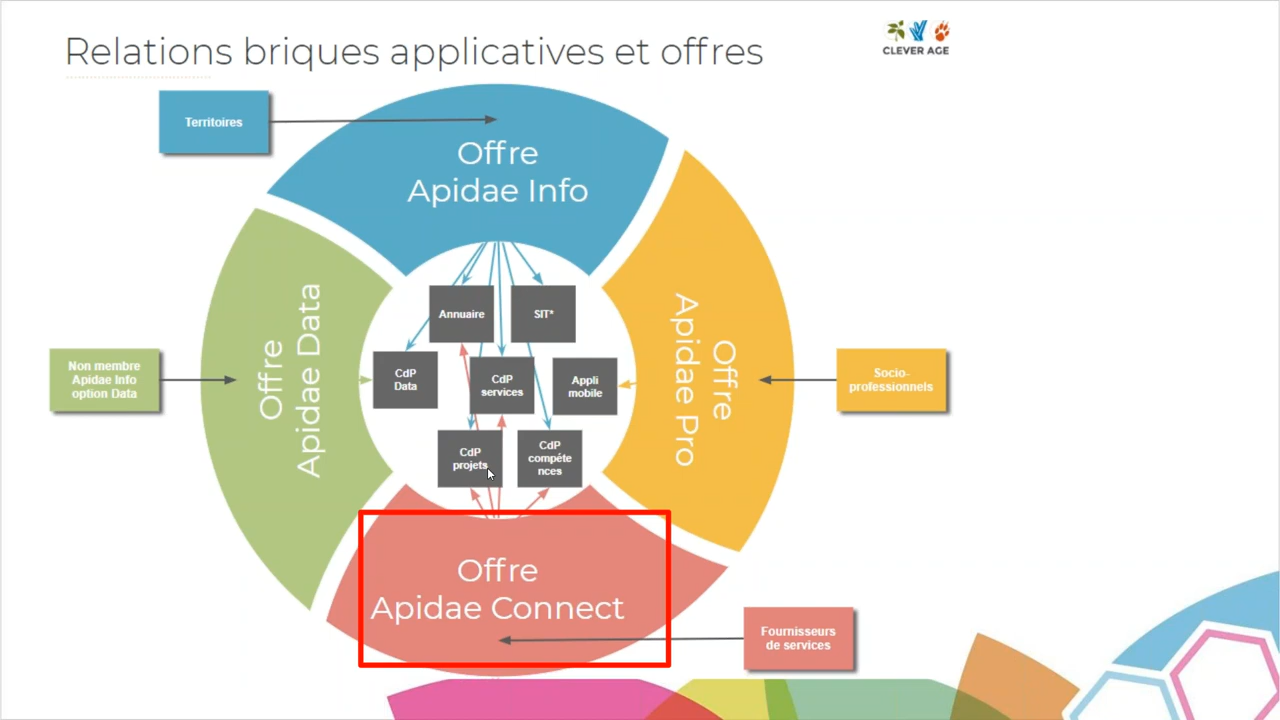 Relations briques applicatives et offres
CLEVER AGE
Territoires
Offre
Apidae Info
Offre
Apidae Data
Offre
Apidae Pro
Non membre
Apidae Info
option Data
Socio-
professionnels
Annuaire
SIT*
CdP
Data
CdP
services
Appli
mobile
CdP
projets
CdP
compéte
nces
Offre
Apidae Connect
Fournisseurs
de services